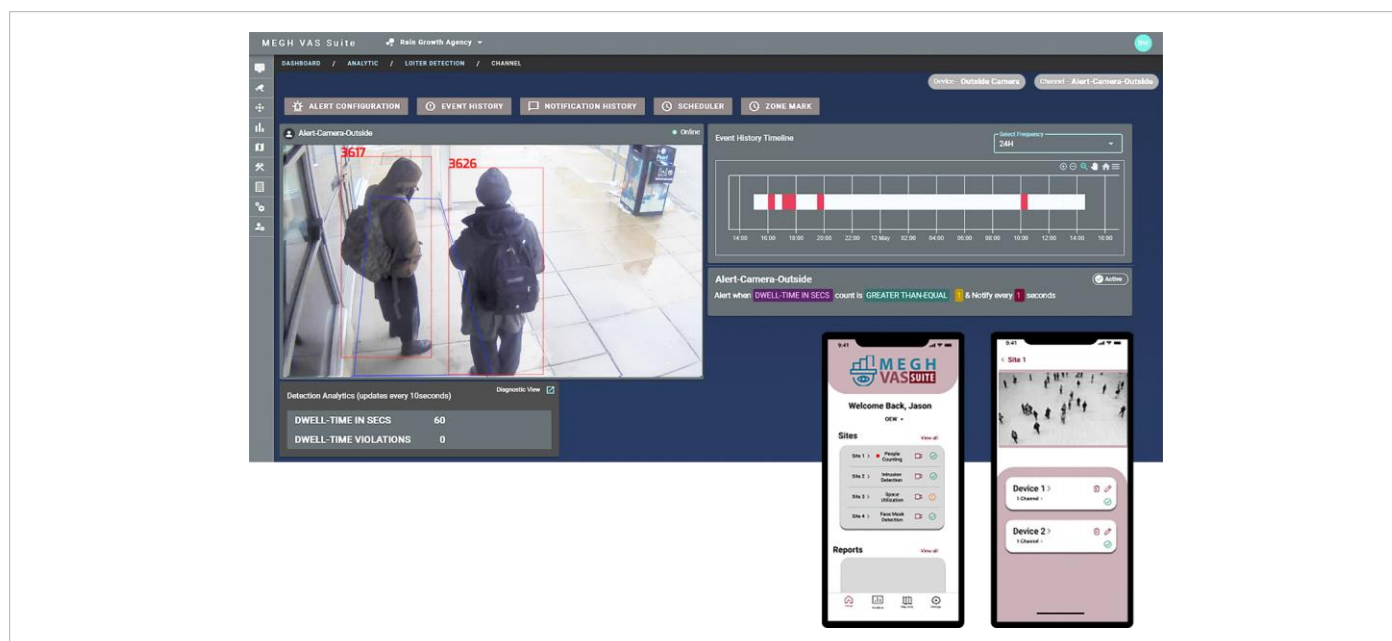 MEGH VAS Suite
Rain Growth Agency
DASHBOARD / ANALYTIC / LOITER DETECTION / CHANNEL
Device - Outside Camera
Channel - Alert-Camera-Outside
ALERT CONFIGURATION
EVENT HISTORY
NOTIFICATION HISTORY
SCHEDULER
ZONE MARK
Alert-Camera-Outside
Online
3617
3626
Event History Timeline
Select Frequency
24H
14:00 16:00 18:00 20:00 22:00 12 May 02:00 04:00 06:00 08:00 10:00 12:00 14:00 16:00
Alert-Camera-Outside
Active
Alert when DWELL-TIME IN SECS count is GREATER THAN-EQUAL 1 & Notify every 1 seconds
Detection Analytics (updates every 10seconds)
Diagnostic View
DWELL-TIME IN SECS 60
DWELL-TIME VIOLATIONS 0
9:41
MEGH
VAS SUITE
Welcome Back, Jason
OEW
Sites
View all
Site 1 People Counting
Site 2 Intrusion Detection
Site 3 Space Utilization
Site 4 Face Mask Detection
Reports
View all
9:41
Site 1
Device 1
1 Channel
Device 2
1 Channel